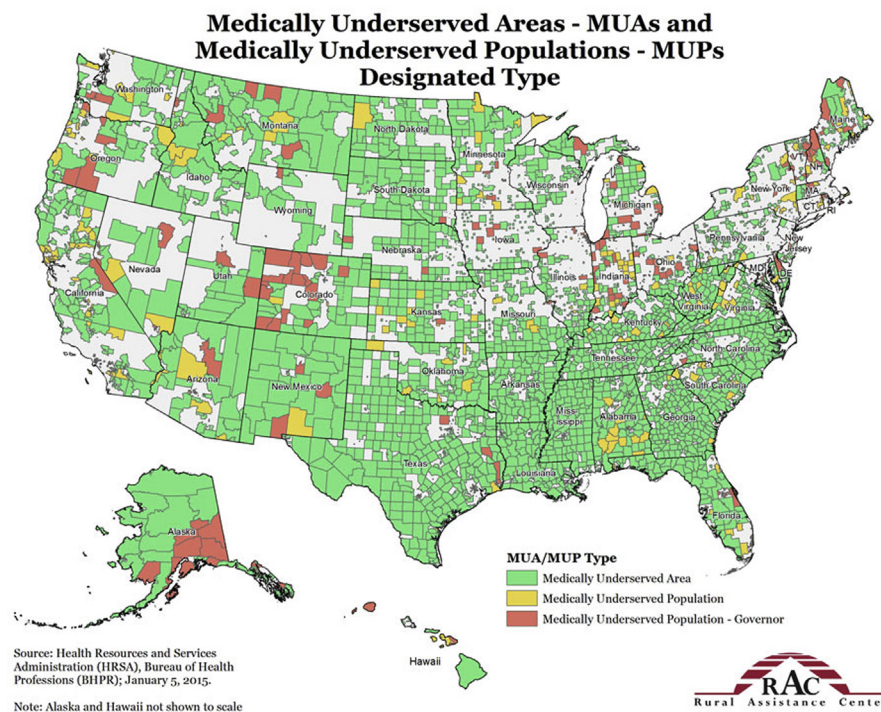 Medically Underserved Areas - MUAs and
Medically Underserved Populations - MUPs
Designated Type
Washington
Montana
North Dakota
Minnesota
Maine
Oregon
Idaho
South Dakota
Wisconsin
Michigan
New York
VT
NH
MA
CT
RI
Wyoming
Nebraska
Iowa
Pennsylvania
New
Jersey
Nevada
Utah
Colorado
Illinois
Indiana
Ohio
MD
DE
California
Kansas
Missouri
West
Virginia
Virginia
Kentucky
Arizona
New Mexico
Oklahoma
Arkansas
Tennessee
North Carolina
South Carolina
Texas
Louisiana
Miss-
issippi
Alabama
Georgia
Florida
Alaska
Hawaii
MUA/MUP Type
Medically Underserved Area
Medically Underserved Population
Medically Underserved Population - Governor
Source: Health Resources and Services
Administration (HRSA), Bureau of Health
Professions (BHPR); January 5, 2015.
Note: Alaska and Hawaii not shown to scale
RAC
Rural Assistance Cente